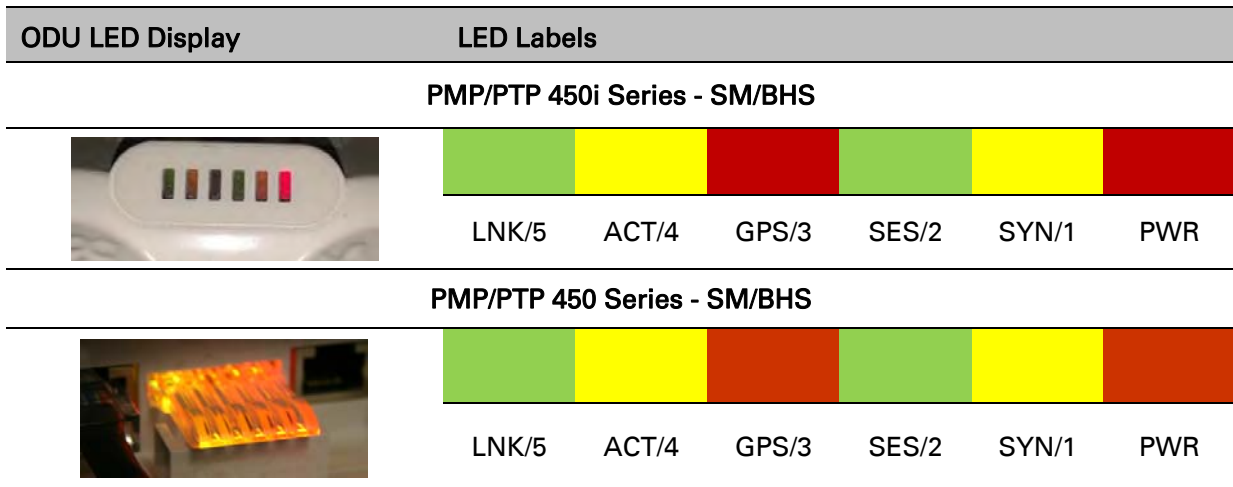 ODU LED Display LED Labels
PMP/PTP 450i Series - SM/BHS
LNK/5 ACT/4 GPS/3 SES/2 SYN/1 PWR
PMP/PTP 450 Series - SM/BHS
LNK/5 ACT/4 GPS/3 SES/2 SYN/1 PWR